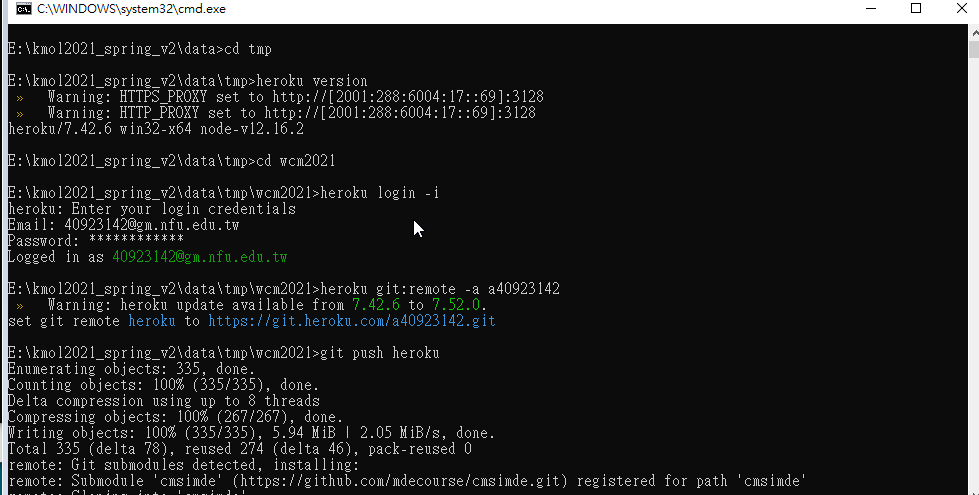 C:\WINDOWS\system32\cmd.exe
E:\kmol2021_spring_v2\data>cd tmp
E:\kmol2021_spring_v2\data\tmp>heroku version
» Warning: HTTPS_PROXY set to http://[2001:288:6004:17::69]:3128
» Warning: HTTP_PROXY set to http://[2001:288:6004:17::69]:3128
heroku/7.42.6 win32-x64 node-v12.16.2
E:\kmol2021_spring_v2\data\tmp>cd wcm2021
E:\kmol2021_spring_v2\data\tmp\wcm2021>heroku login -i
heroku: Enter your login credentials
Email: 40923142@gm.nfu.edu.tw
Password: ************
Logged in as 40923142@gm.nfu.edu.tw
E:\kmol2021_spring_v2\data\tmp\wcm2021>heroku git:remote -a a40923142
» Warning: heroku update available from 7.42.6 to 7.52.0.
set git remote heroku to https://git.heroku.com/a40923142.git
E:\kmol2021_spring_v2\data\tmp\wcm2021>git push heroku
Enumerating objects: 335, done.
Counting objects: 100% (335/335), done.
Delta compression using up to 8 threads
Compressing objects: 100% (267/267), done.
Writing objects: 100% (335/335), 5.94 MiB | 2.05 MiB/s, done.
Total 335 (delta 78), reused 274 (delta 46), pack-reused 0
remote: Git submodules detected, installing:
remote: Submodule 'cmsimde' (https://github.com/mdecourse/cmsimde.git) registered for path 'cmsimde'